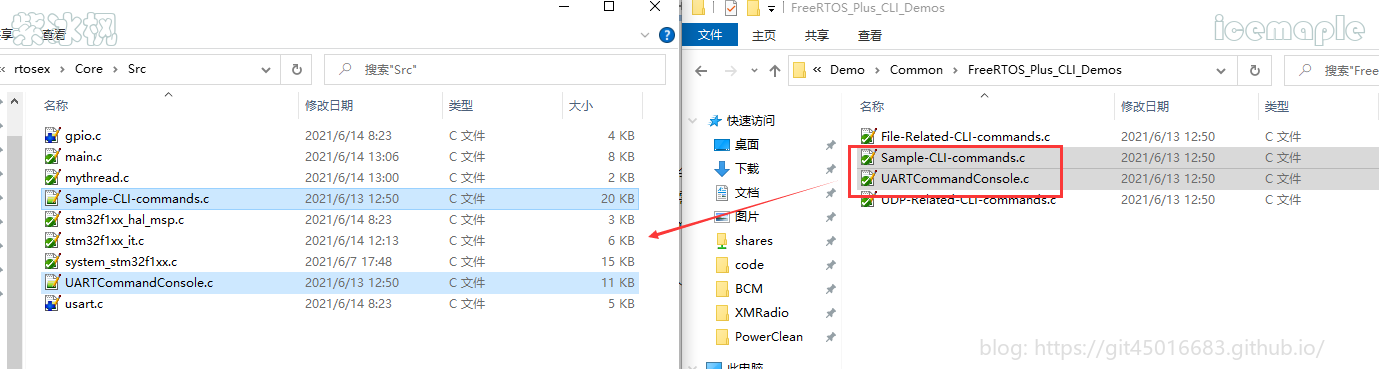 紫冰枫
享 查看
« rtosex > Core > Src
搜索"Src"
名称 修改日期 类型 大小
gpio.c 2021/6/14 8:23 C 文件 4 KB
main.c 2021/6/14 13:06 C 文件 8 KB
mythread.c 2021/6/14 13:00 C 文件 2 KB
Sample-CLI-commands.c 2021/6/13 12:50 C 文件 20 KB
stm32f1xx_hal_msp.c 2021/6/14 8:23 C 文件 3 KB
stm32f1xx_it.c 2021/6/14 12:13 C 文件 6 KB
system_stm32f1xx.c 2021/6/7 17:48 C 文件 15 KB
UARTCommandConsole.c 2021/6/13 12:50 C 文件 11 KB
usart.c 2021/6/14 8:23 C 文件 5 KB
FreeRTOS_Plus_CLI_Demos
icemaple
文件 主页 共享 查看
« Demo > Common > FreeRTOS_Plus_CLI_Demos
搜索"Free
名称 修改日期 类型
快速访问
桌面
下载
文档
图片
shares
code
BCM
XMRadio
PowerClean
此电脑
File-Related-CLI-commands.c 2021/6/13 12:50 C 文件
Sample-CLI-commands.c 2021/6/13 12:50 C 文件
UARTCommandConsole.c 2021/6/13 12:50 C 文件
UDP-Related-CLI-commands.c 2021/6/13 12:50 C 文件
blog: https://git45016683.github.io/